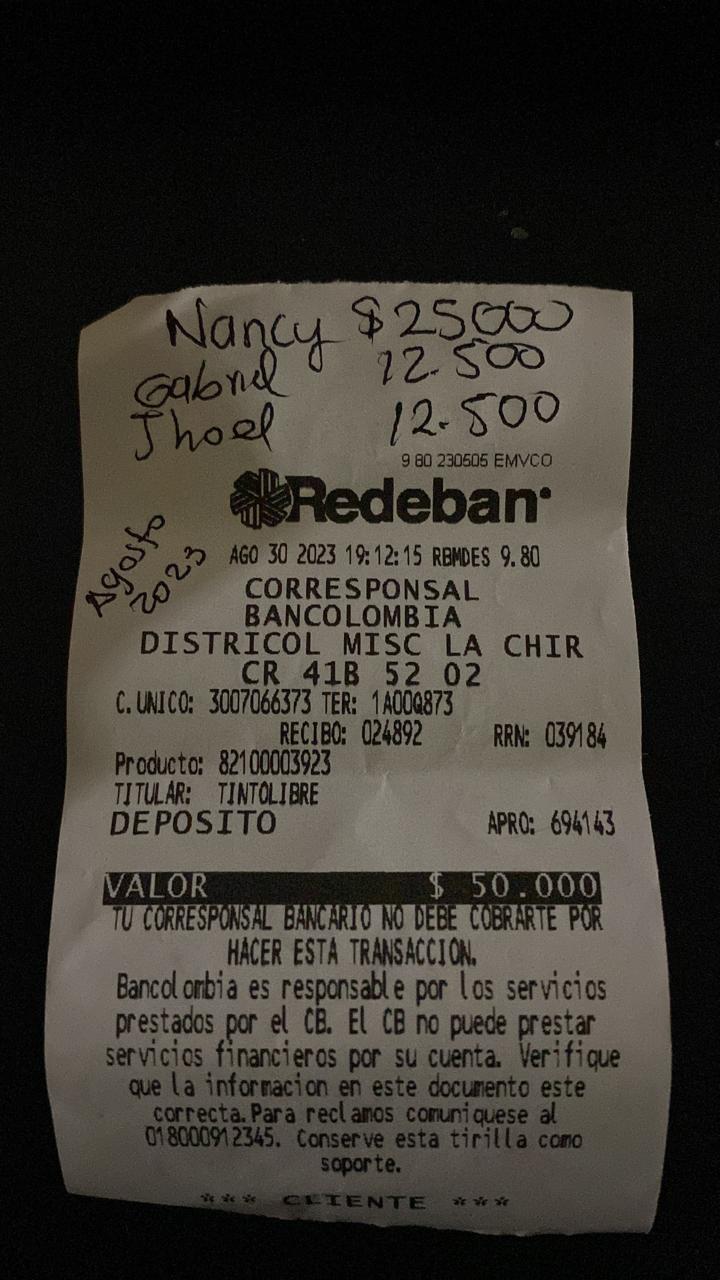 Nancy $25000
Gabriel 12.500
Jhoel 12.500
9 80 230505 EMVCO
Redeban
Agosto
2023
AGO 30 2023 19:12:15 RBMDES 9.80
CORRESPONSAL
BANCOLOMBIA
DISTRICOL MISC LA CHIR
CR 41B 52 02
C.UNICO: 3007066373 TER: 1A00Q873
RECIBO: 024892 RRN: 039184
Producto: 82100003923
TITULAR: TINTOLIBRE
DEPOSITO APRO: 694143
VALOR $ 50.000
TU CORRESPONSAL BANCARIO NO DEBE COBRARTE POR
HACER ESTA TRANSACCION.
Bancolombia es responsable por los servicios
prestados por el CB. El CB no puede prestar
servicios financieros por su cuenta. Verifique
que la informacion en este documento este
correcta.Para reclamos comuniquese al
018000912345. Conserve esta tirilla como
soporte.
*** CLIENTE ***